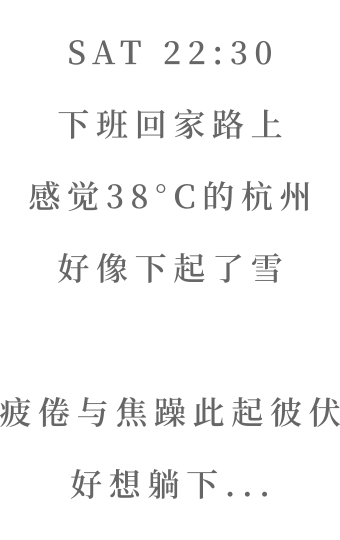 SAT 22:30
下班回家路上
感觉38°C的杭州
好像下起了雪
疲倦与焦躁此起彼伏
好想躺下...